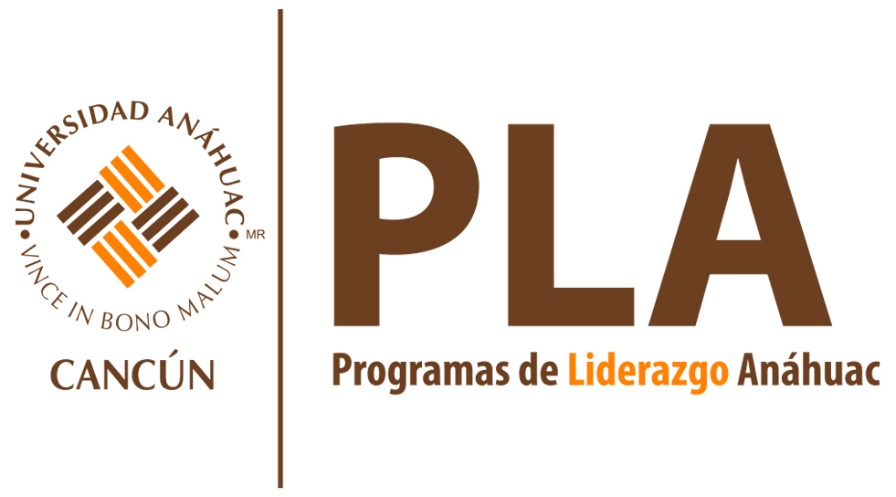 • UNIVERSIDAD ANÁHUAC •
MR
VINCE IN BONO MALUM
CANCÚN
PLA
Programas de Liderazgo Anáhuac